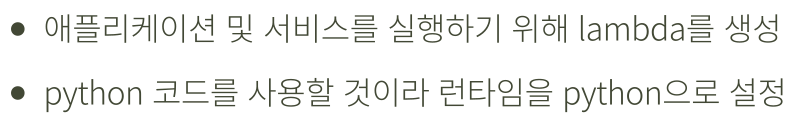 ● 애플리케이션 및 서비스를 실행하기 위해 lambda를 생성
● python 코드를 사용할 것이라 런타임을 python으로 설정